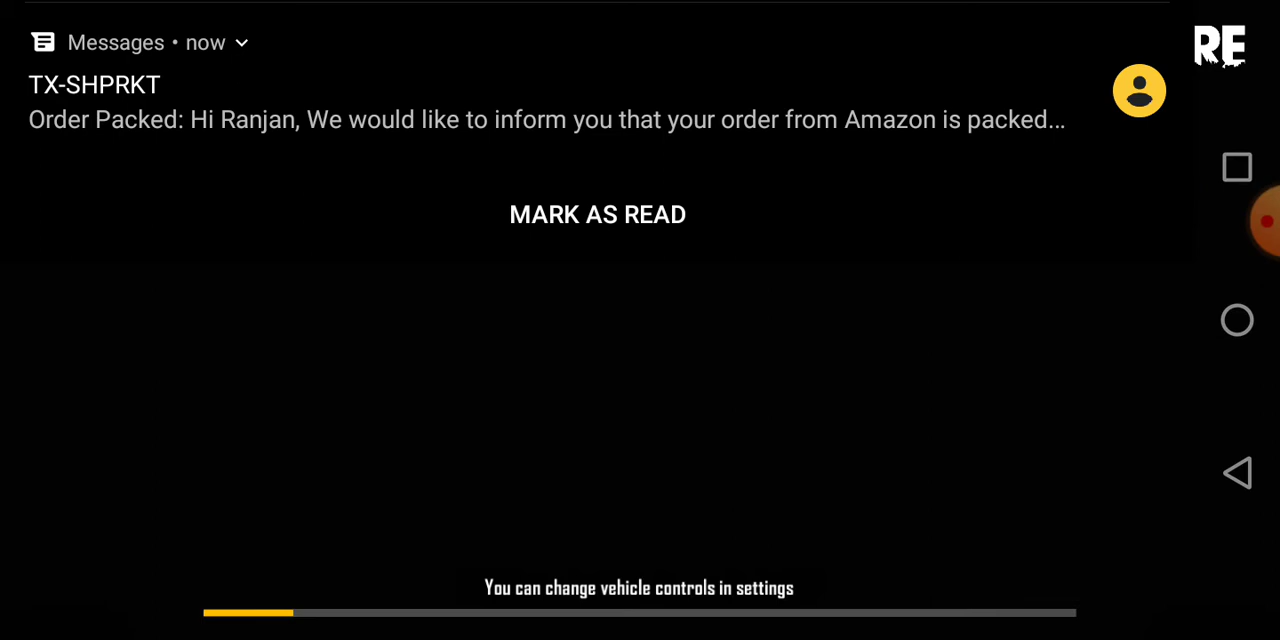 Messages • now
RE
TX-SHPRKT
Order Packed: Hi Ranjan, We would like to inform you that your order from Amazon is packed...
MARK AS READ
You can change vehicle controls in settings